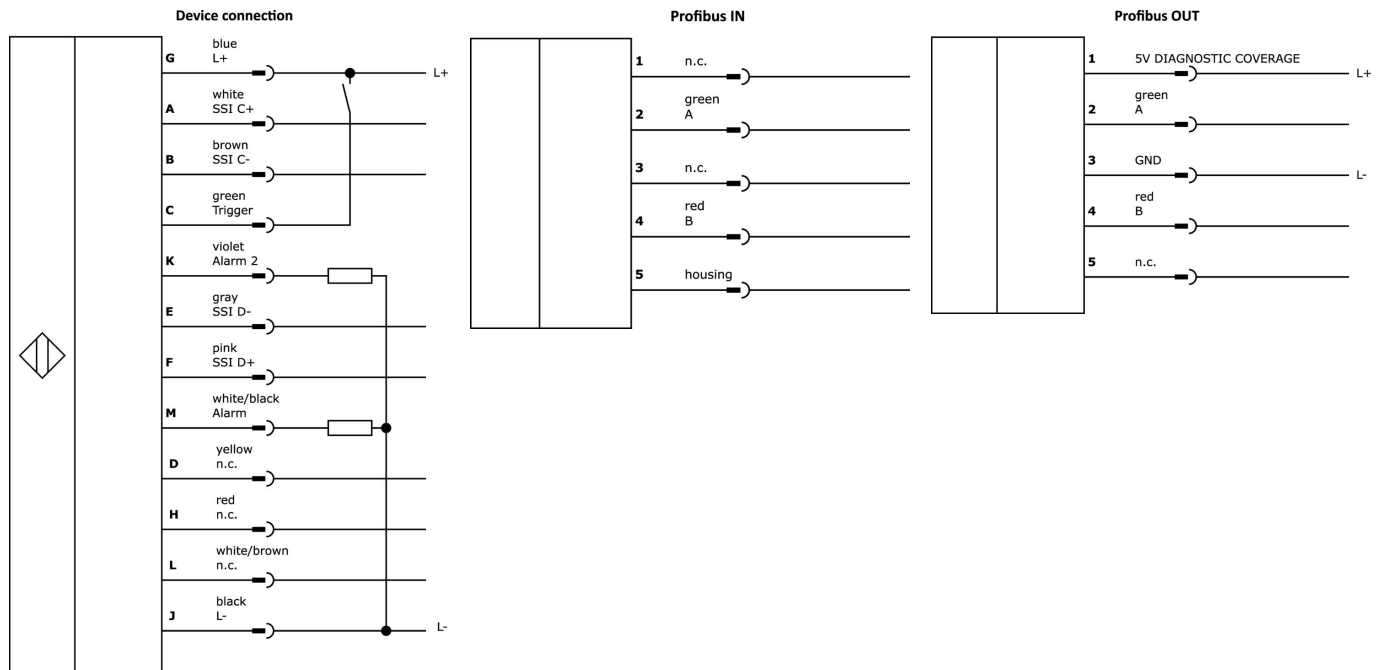 Device connection
G
blue
L+
L+
A
white
SSI C+
B
brown
SSI C-
C
green
Trigger
K
violet
Alarm 2
E
gray
SSI D-
F
pink
SSI D+
M
white/black
Alarm
D
yellow
n.c.
H
red
n.c.
L
white/brown
n.c.
J
black
L-
L-
Profibus IN
1
n.c.
2
green
A
3
n.c.
4
red
B
5
housing
Profibus OUT
1
5V DIAGNOSTIC COVERAGE
L+
2
green
A
3
GND
L-
4
red
B
5
n.c.